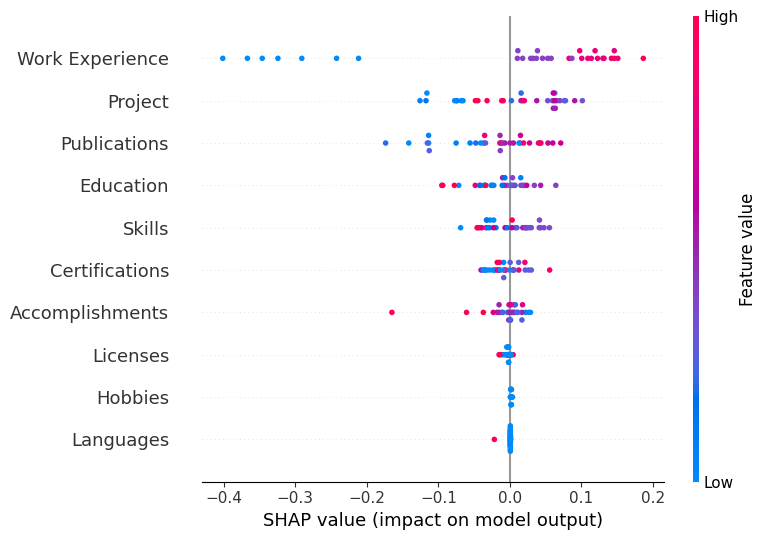 High
Work Experience
Project
Publications
Education
Skills
Certifications
Accomplishments
Licenses
Hobbies
Languages
Feature value
Low
−0.4 −0.3 −0.2 −0.1 0.0 0.1 0.2
SHAP value (impact on model output)